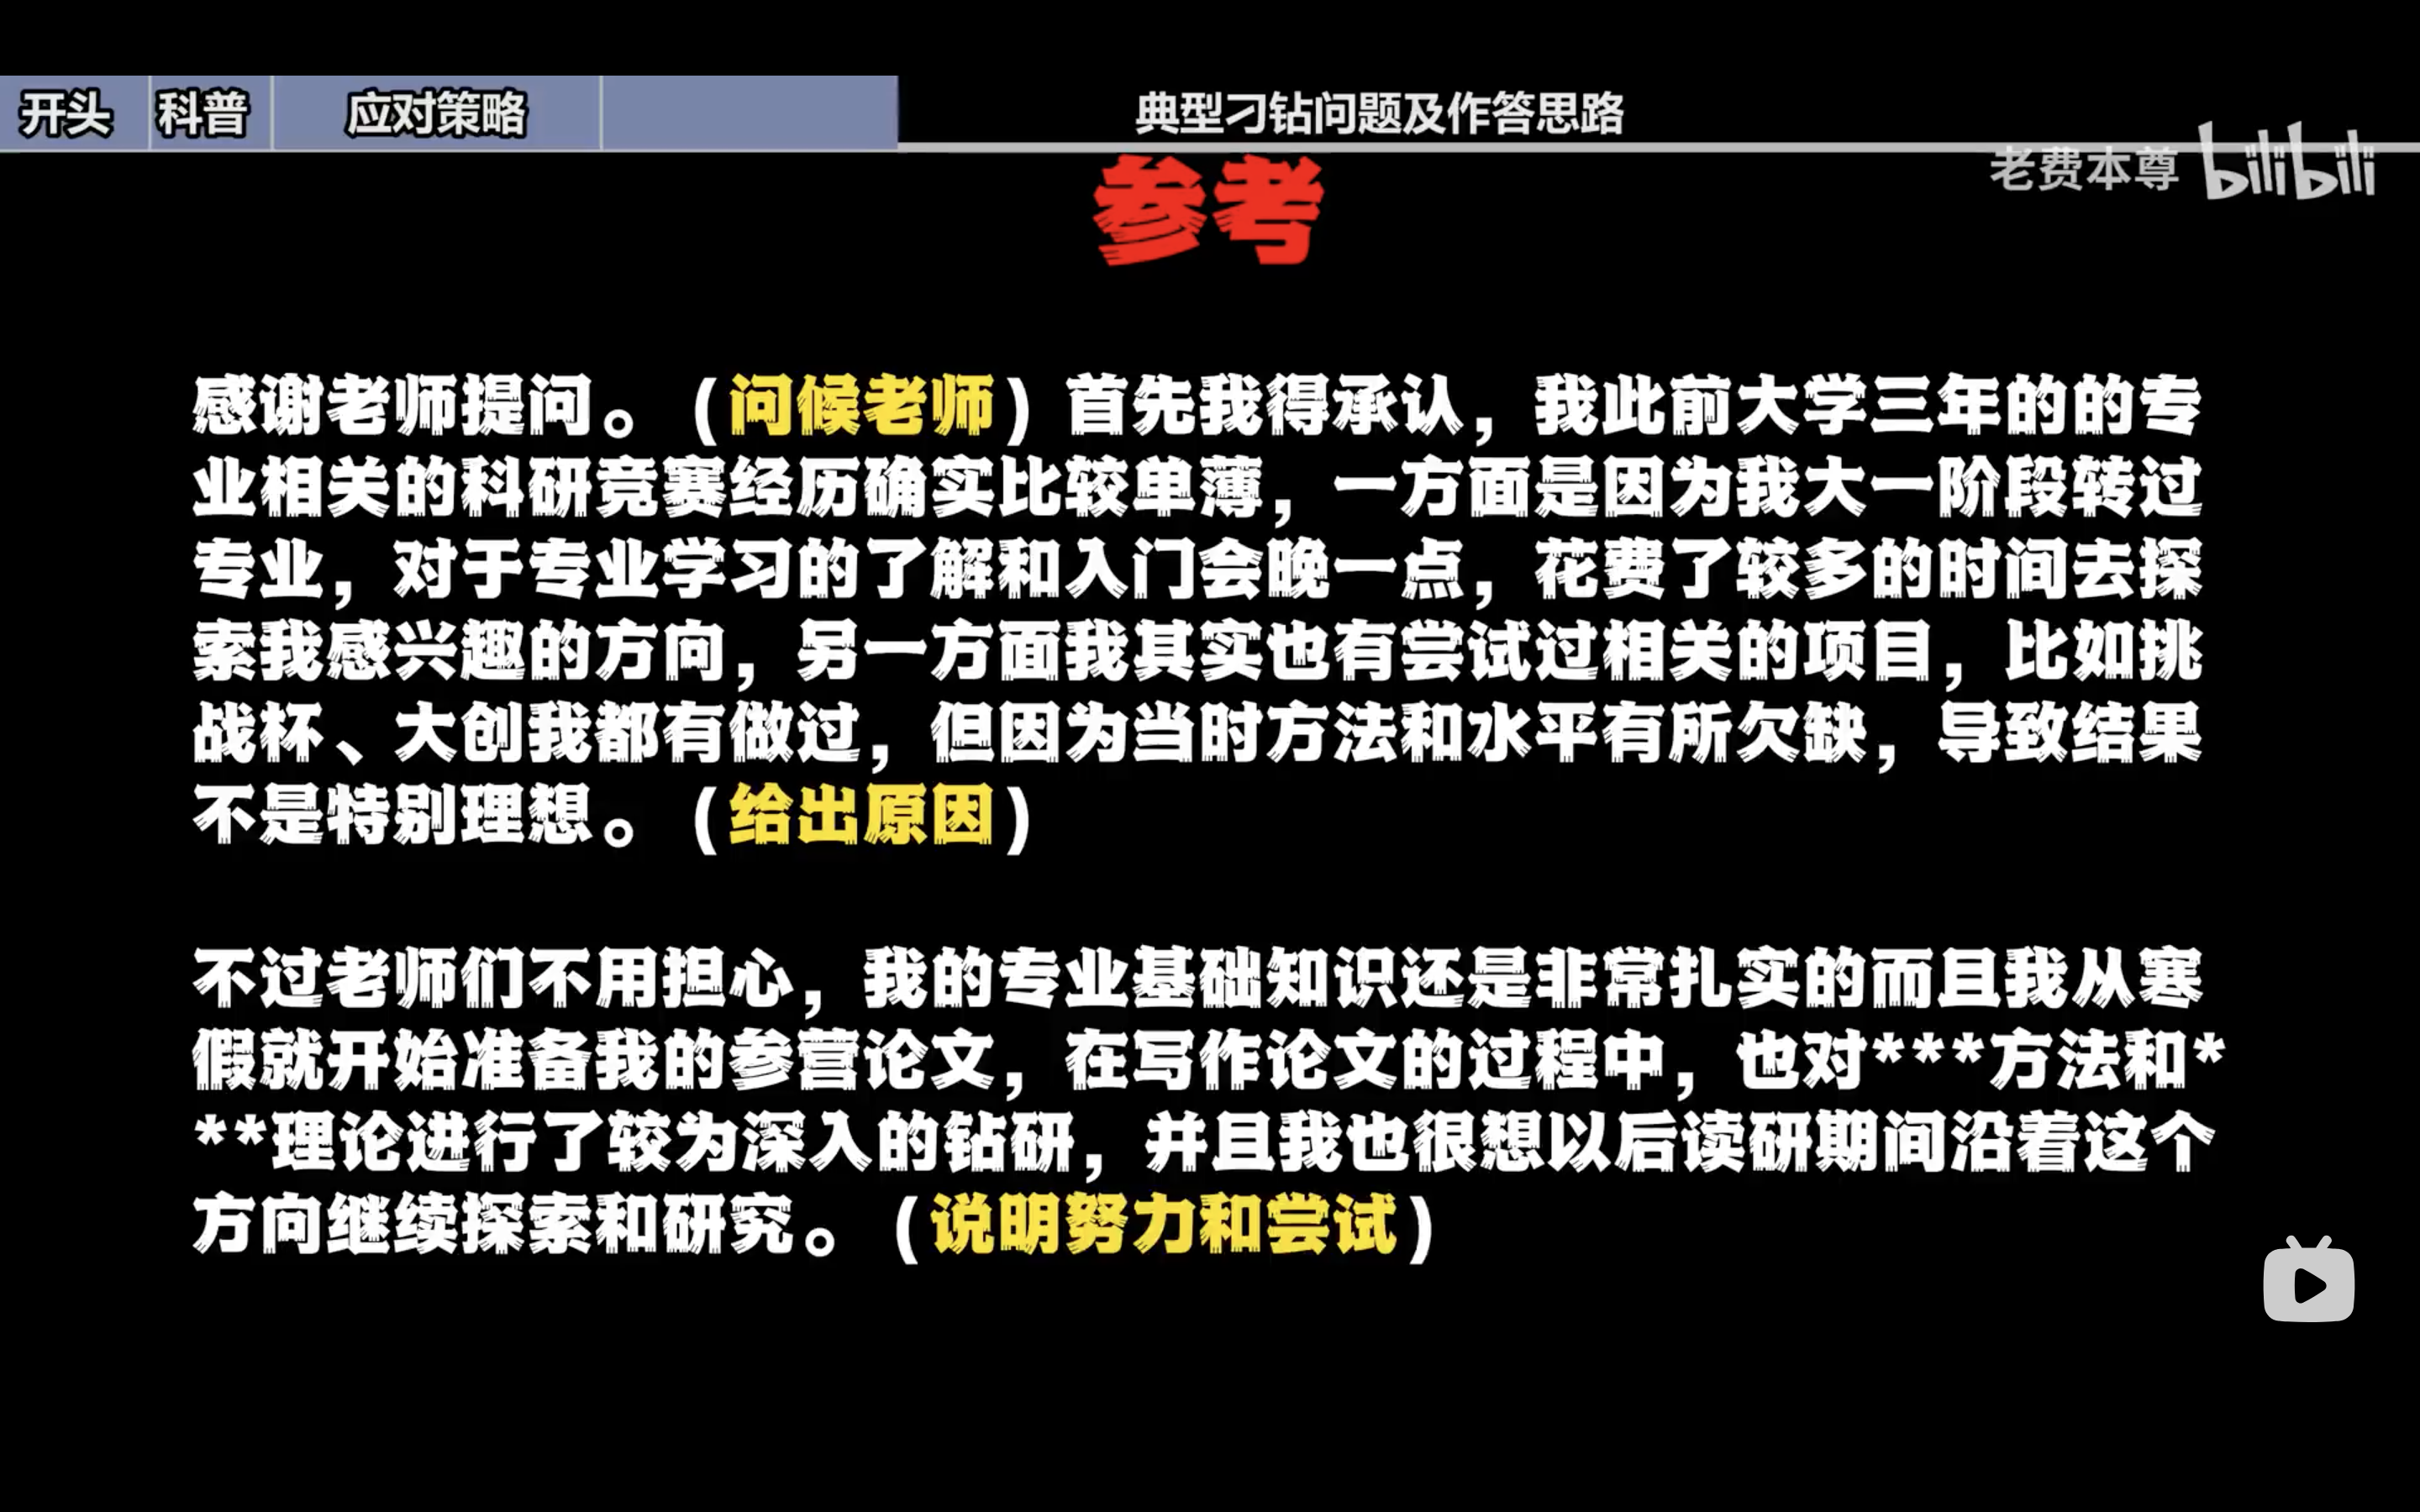 开头 科普 应对策略 典型刁钻问题及作答思路
老费本尊 bilibili
参考
感谢老师提问。(问候老师)首先我得承认,我此前大学三年的的专
业相关的科研竞赛经历确实比较单薄,一方面是因为我大一阶段转过
专业,对于专业学习的了解和入门会晚一点,花费了较多的时间去探
索我感兴趣的方向,另一方面我其实也有尝试过相关的项目,比如挑
战杯、大创我都有做过,但因为当时方法和水平有所欠缺,导致结果
不是特别理想。(给出原因)
不过老师们不用担心,我的专业基础知识还是非常扎实的而且我从寒
假就开始准备我的参营论文,在写作论文的过程中,也对***方法和*
**理论进行了较为深入的钻研,并且我也很想以后读研期间沿着这个
方向继续探索和研究。(说明努力和尝试)